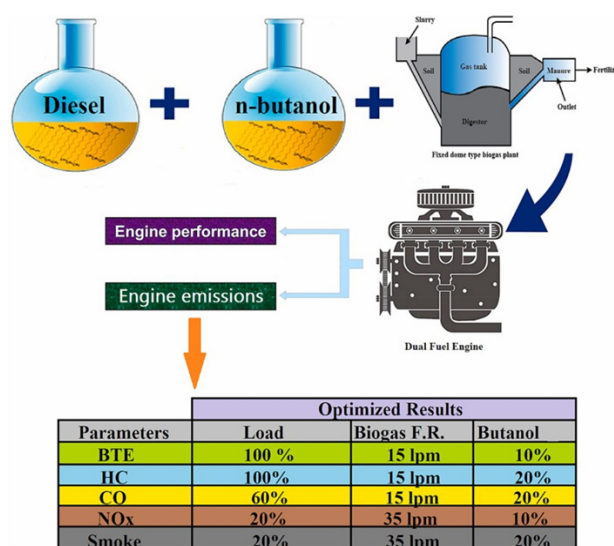 Slurry
Diesel
n-butanol
Soil
Gas tank
Soil
Manure
Fertiliz
Outlet
Digestor
Fixed dome type biogas plant
Engine performance
Engine emissions
Dual Fuel Engine
Optimized Results
Parameters Load Biogas F.R. Butanol
BTE 100 % 15 lpm 10%
HC 100% 15 lpm 20%
CO 60% 15 lpm 20%
NOx 20% 35 lpm 10%
Smoke 20% 35 lpm 20%